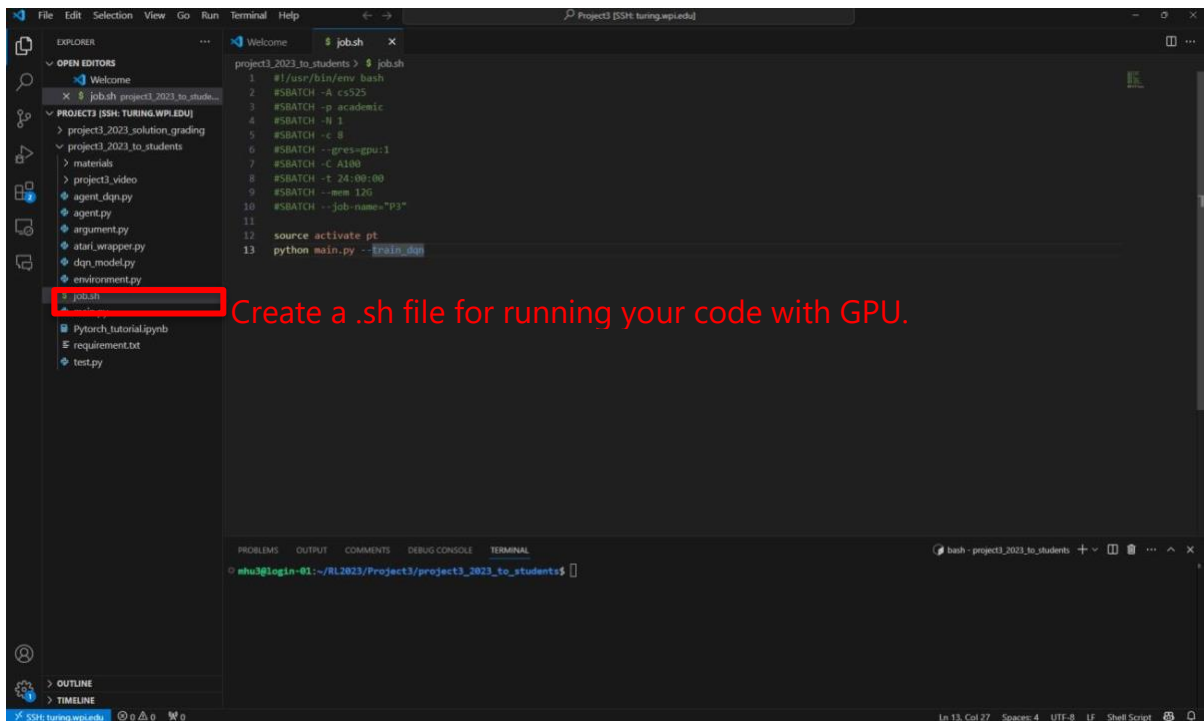 File Edit Selection View Go Run Terminal Help
Project3 [SSH: turing.wpi.edu]
EXPLORER
Welcome
$ job.sh
OPEN EDITORS
Welcome
$ job.sh project3_2023_to_stude...
PROJECT3 [SSH: TURING.WPI.EDU]
project3_2023_solution_grading
project3_2023_to_students
materials
project3_video
agent_dqn.py
agent.py
argument.py
atari_wrapper.py
dqn_model.py
environment.py
$ job.sh
main.py
Pytorch_tutorial.ipynb
requirement.txt
test.py
OUTLINE
TIMELINE
project3_2023_to_students > $ job.sh
1 #!/usr/bin/env bash
2 #SBATCH -A cs525
3 #SBATCH -p academic
4 #SBATCH -N 1
5 #SBATCH -c 8
6 #SBATCH --gres=gpu:1
7 #SBATCH -C A100
8 #SBATCH -t 24:00:00
9 #SBATCH --mem 12G
10 #SBATCH --job-name="P3"
11
12 source activate pt
13 python main.py --train_dqn
Create a .sh file for running your code with GPU.
PROBLEMS OUTPUT COMMENTS DEBUG CONSOLE TERMINAL
bash - project3_2023_to_students
mhu3@login-01:~/RL2023/Project3/project3_2023_to_students$
2
1
SSH: turing.wpi.edu 0 0 0
Ln 13, Col 27 Spaces: 4 UTF-8 LF Shell Script